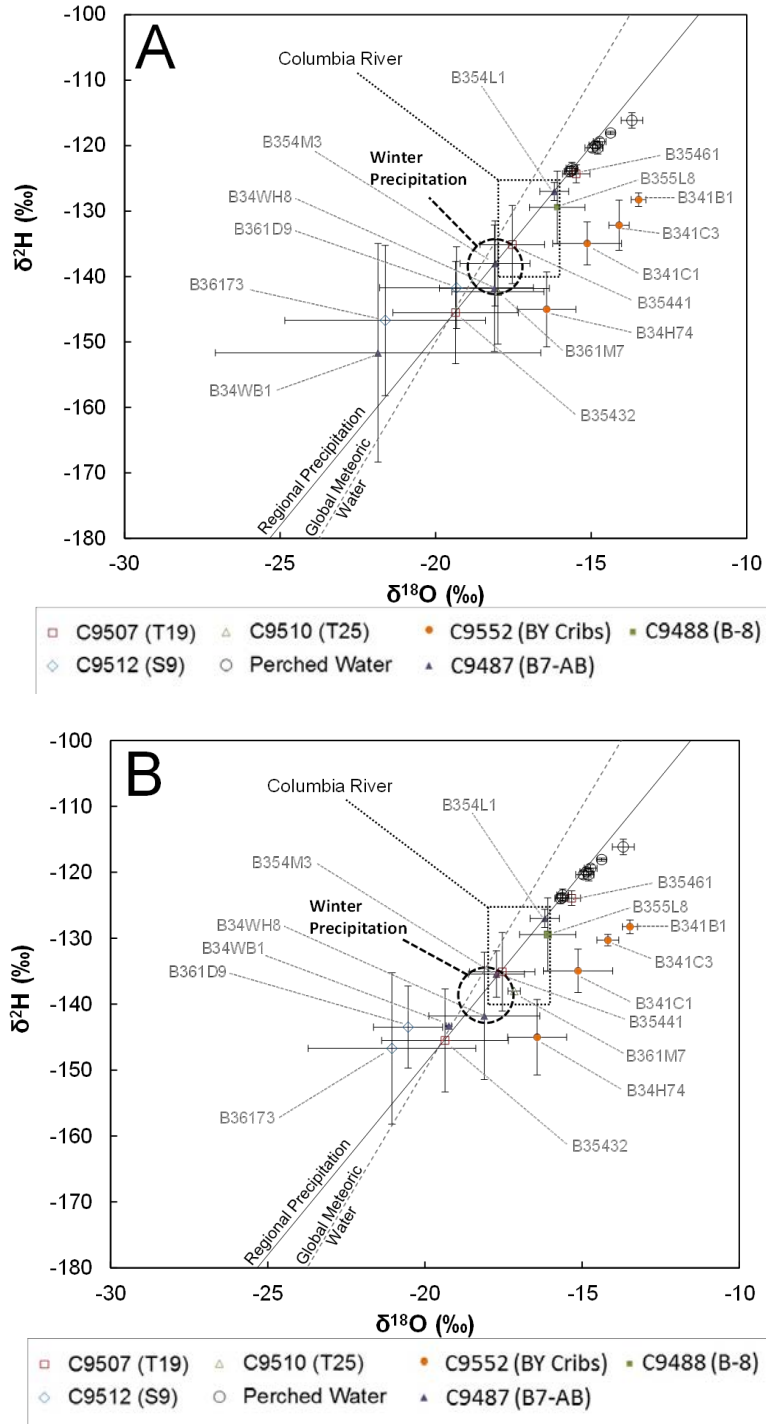 A
-100
-110
-120
-130
-140
-150
-160
-170
-180
δ²H (‰)
-30
-25
-20
-15
-10
δ¹⁸O (‰)
Columbia River
B354L1
B354M3
Winter
Precipitation
B34WH8
B361D9
B36173
B34WB1
B35461
B355L8
B341B1
B341C3
B341C1
B35441
B34H74
B361M7
B35432
Regional Precipitation
Global Meteoric
Water
C9507 (T19)
C9510 (T25)
C9552 (BY Cribs)
C9488 (B-8)
C9512 (S9)
Perched Water
C9487 (B7-AB)
B
-100
-110
-120
-130
-140
-150
-160
-170
-180
δ²H (‰)
-30
-25
-20
-15
-10
δ¹⁸O (‰)
Columbia River
B354L1
B354M3
Winter
Precipitation
B34WH8
B34WB1
B361D9
B36173
B35461
B355L8
B341B1
B341C3
B341C1
B35441
B361M7
B34H74
B35432
Regional Precipitation
Global Meteoric
Water
C9507 (T19)
C9510 (T25)
C9552 (BY Cribs)
C9488 (B-8)
C9512 (S9)
Perched Water
C9487 (B7-AB)